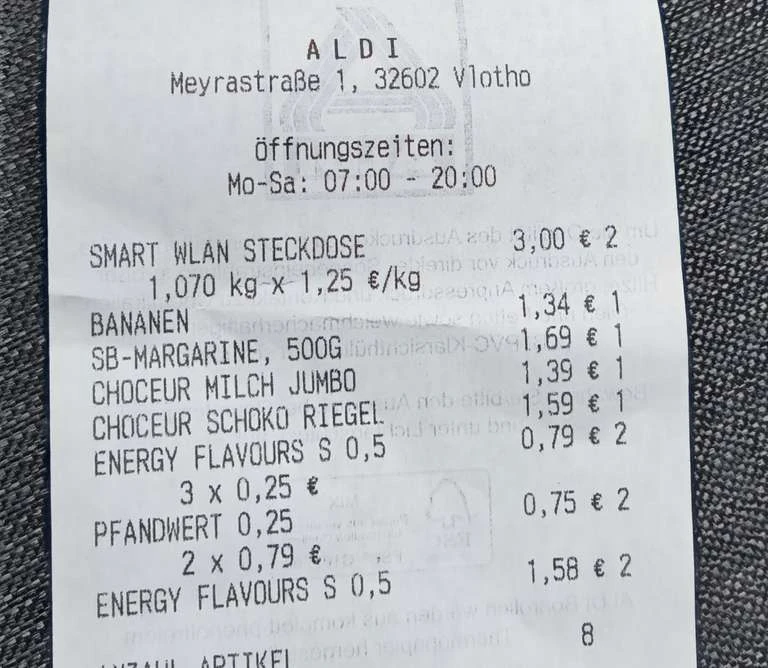 ALDI
Meyrastraße 1, 32602 Vlotho
Öffnungszeiten:
Mo-Sa: 07:00 - 20:00
SMART WLAN STECKDOSE 3,00 € 2
1,070 kg x 1,25 €/kg
BANANEN 1,34 € 1
SB-MARGARINE, 500G 1,69 € 1
CHOCEUR MILCH JUMBO 1,39 € 1
CHOCEUR SCHOKO RIEGEL 1,59 € 1
ENERGY FLAVOURS S 0,5 0,79 € 2
3 x 0,25 €
PFANDWERT 0,25 0,75 € 2
2 x 0,79 €
ENERGY FLAVOURS S 0,5 1,58 € 2
ANZAHL ARTIKEL 8